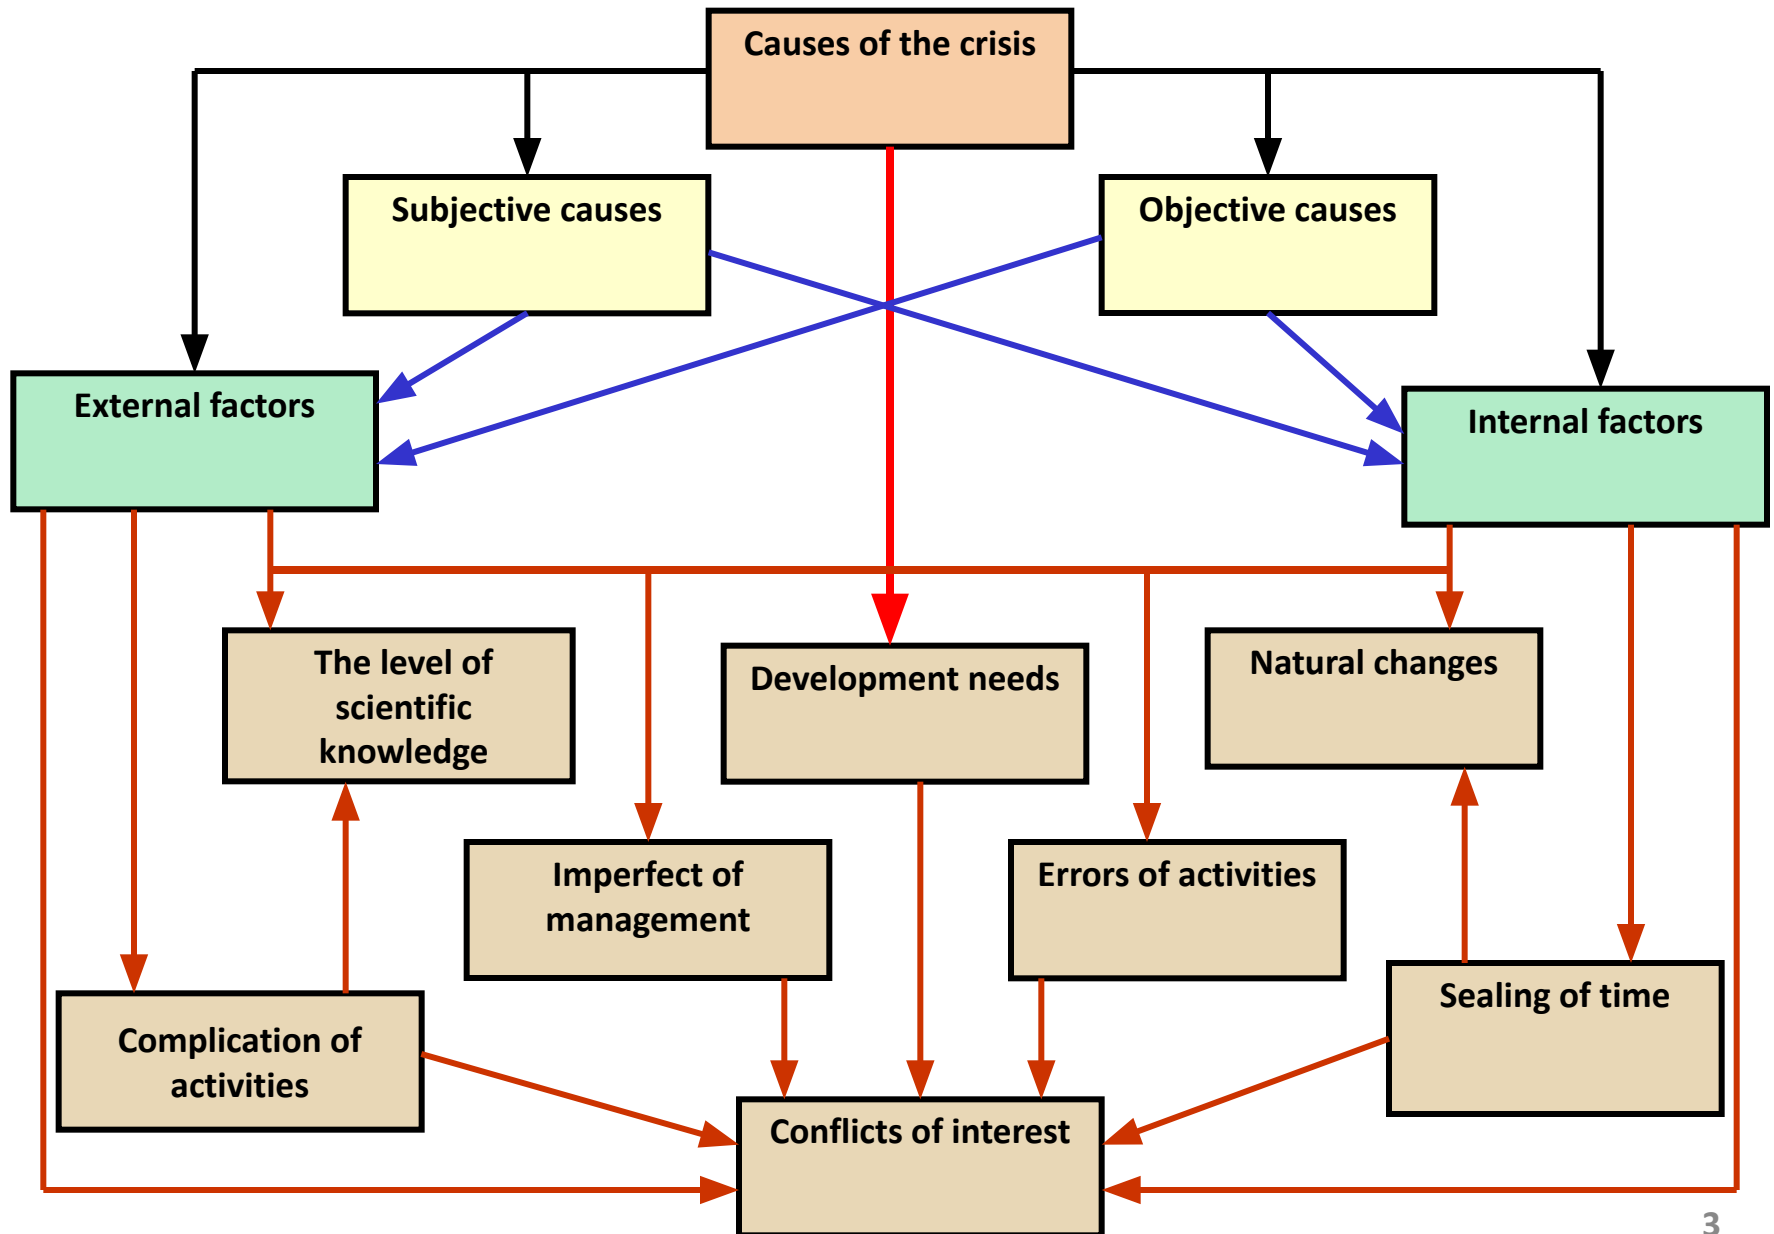 Causes of the crisis
Subjective causes
Objective causes
External factors
Internal factors
The level of
scientific
knowledge
Development needs
Natural changes
Imperfect of
management
Errors of activities
Complication of
activities
Sealing of time
Conflicts of interest
3